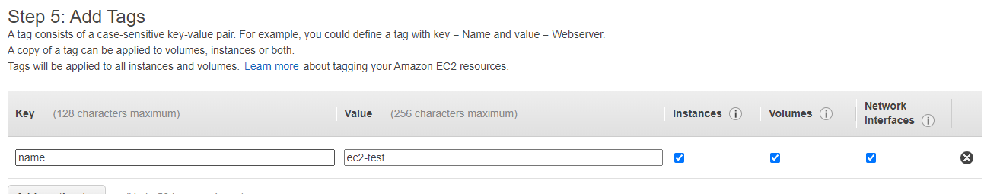 Step 5: Add Tags
A tag consists of a case-sensitive key-value pair. For example, you could define a tag with key = Name and value = Webserver.
A copy of a tag can be applied to volumes, instances or both.
Tags will be applied to all instances and volumes. Learn more about tagging your Amazon EC2 resources.
Key (128 characters maximum) Value (256 characters maximum) Instances i Volumes i Network Interfaces i
name ec2-test